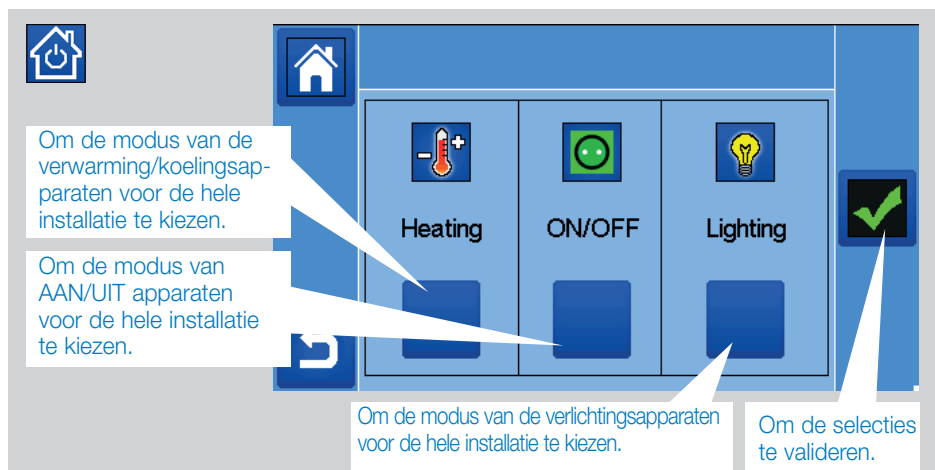 Om de modus van de
verwarming/koelingsap-
paraten voor de hele
installatie te kiezen.
Heating
ON/OFF
Lighting
Om de modus van
AAN/UIT apparaten
voor de hele installatie
te kiezen.
Om de modus van de verlichtingsapparaten
voor de hele installatie te kiezen.
Om de selecties
te valideren.